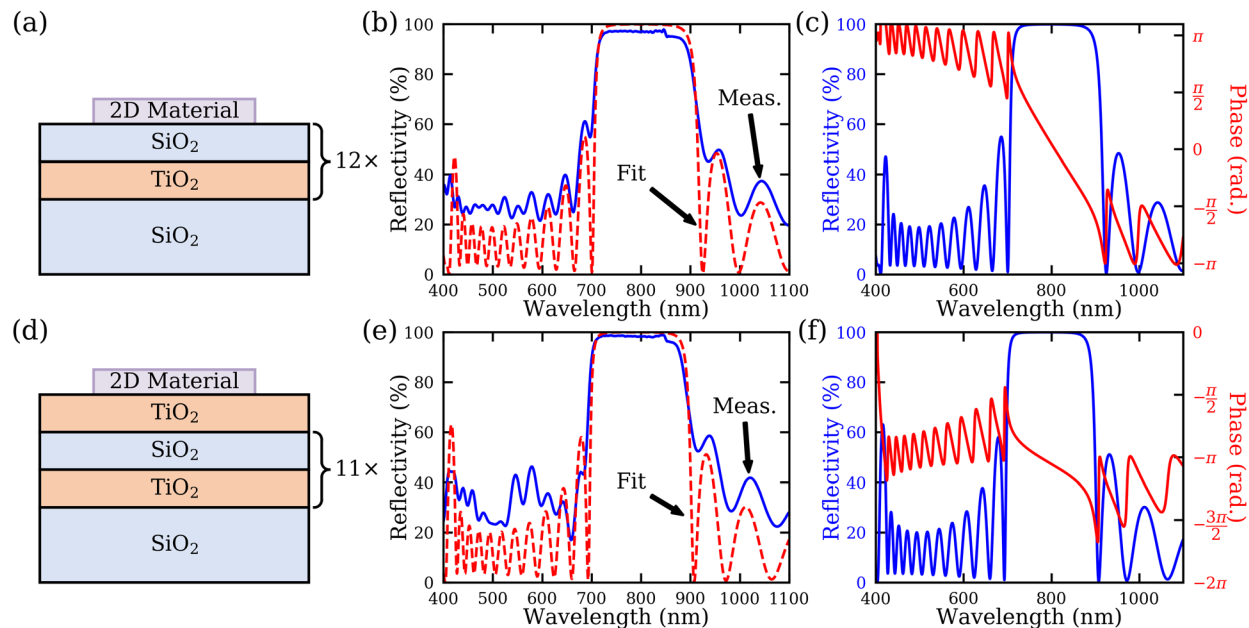 (a)
2D Material
SiO₂
TiO₂
SiO₂
12×
(b)
Reflectivity (%)
100
80
60
40
20
0
400 500 600 700 800 900 1000 1100
Wavelength (nm)
Meas.
Fit
(c)
Reflectivity (%)
100
80
60
40
20
0
400 600 800 1000
Wavelength (nm)
Phase (rad.)
π
π/2
0
−π/2
−π
(d)
2D Material
TiO₂
SiO₂
TiO₂
SiO₂
11×
(e)
Reflectivity (%)
100
80
60
40
20
0
400 500 600 700 800 900 1000 1100
Wavelength (nm)
Meas.
Fit
(f)
Reflectivity (%)
100
80
60
40
20
0
400 600 800 1000
Wavelength (nm)
Phase (rad.)
0
−π/2
−π
−3π/2
−2π